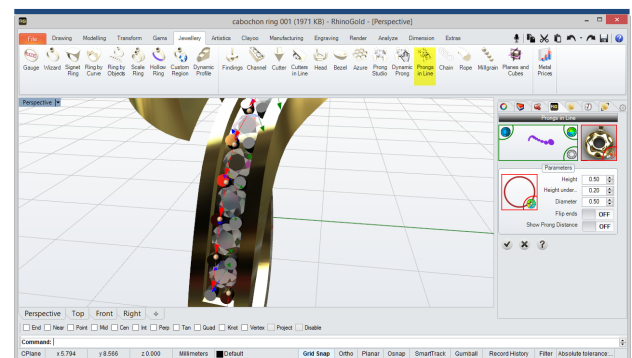 cabochon ring 001 (1971 KB) - RhinoGold - [Perspective]
File Drawing Modelling Transform Gems Jewellery Artistics Clayoo Manufacturing Engraving Render Analyze Dimension Extras
Gauge Wizard Signet Ring Ring by Curve Ring by Objects Scale Ring Hollow Ring Custom Region Dynamic Profile Findings Channel Cutter Cutters in Line Head Bezel Azure Prong Studio Dynamic Prong Prongs in Line Chain Rope Millgrain Planes and Cubes Metal Prices
Perspective
Prongs in Line
Parameters
Height 0.50
Height under... 0.20
Diameter 0.50
Flip ends OFF
Show Prong Distance OFF
Perspective Top Front Right
End Near Point Mid Cen Int Perp Tan Quad Knot Vertex Project Disable
Command:
CPlane x 5.794 y 8.566 z 0.000 Millimeters Default Grid Snap Ortho Planar Osnap SmartTrack Gumball Record History Filter Absolute tolerance:...